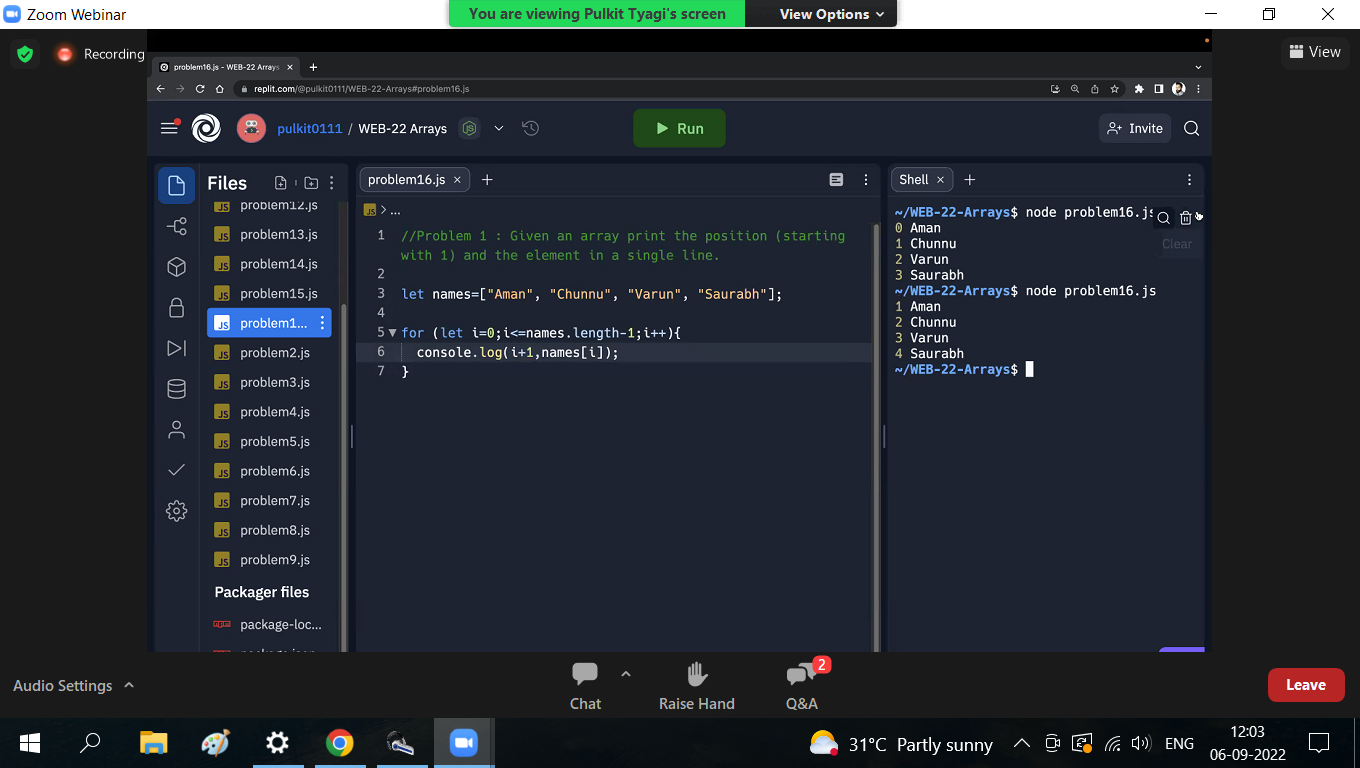 Zoom Webinar
You are viewing Pulkit Tyagi's screen
View Options
Recording
View
problem16.js - WEB-22 Arrays
replit.com/@pulkit0111/WEB-22-Arrays#problem16.js
pulkit0111 / WEB-22 Arrays
Run
Invite
Files
problem12.js
problem13.js
problem14.js
problem15.js
problem1...
problem2.js
problem3.js
problem4.js
problem5.js
problem6.js
problem7.js
problem8.js
problem9.js
Packager files
package-loc...
problem16.js
JS > ...
1 //Problem 1 : Given an array print the position (starting
with 1) and the element in a single line.
2
3 let names=["Aman", "Chunnu", "Varun", "Saurabh"];
4
5 for (let i=0;i<=names.length-1;i++){
6 console.log(i+1,names[i]);
7 }
Shell
~/WEB-22-Arrays$ node problem16.js
0 Aman
1 Chunnu
2 Varun
3 Saurabh
~/WEB-22-Arrays$ node problem16.js
1 Aman
2 Chunnu
3 Varun
4 Saurabh
~/WEB-22-Arrays$
Clear
Audio Settings
Chat
Raise Hand
2
Q&A
Leave
31°C Partly sunny
ENG
12:03
06-09-2022